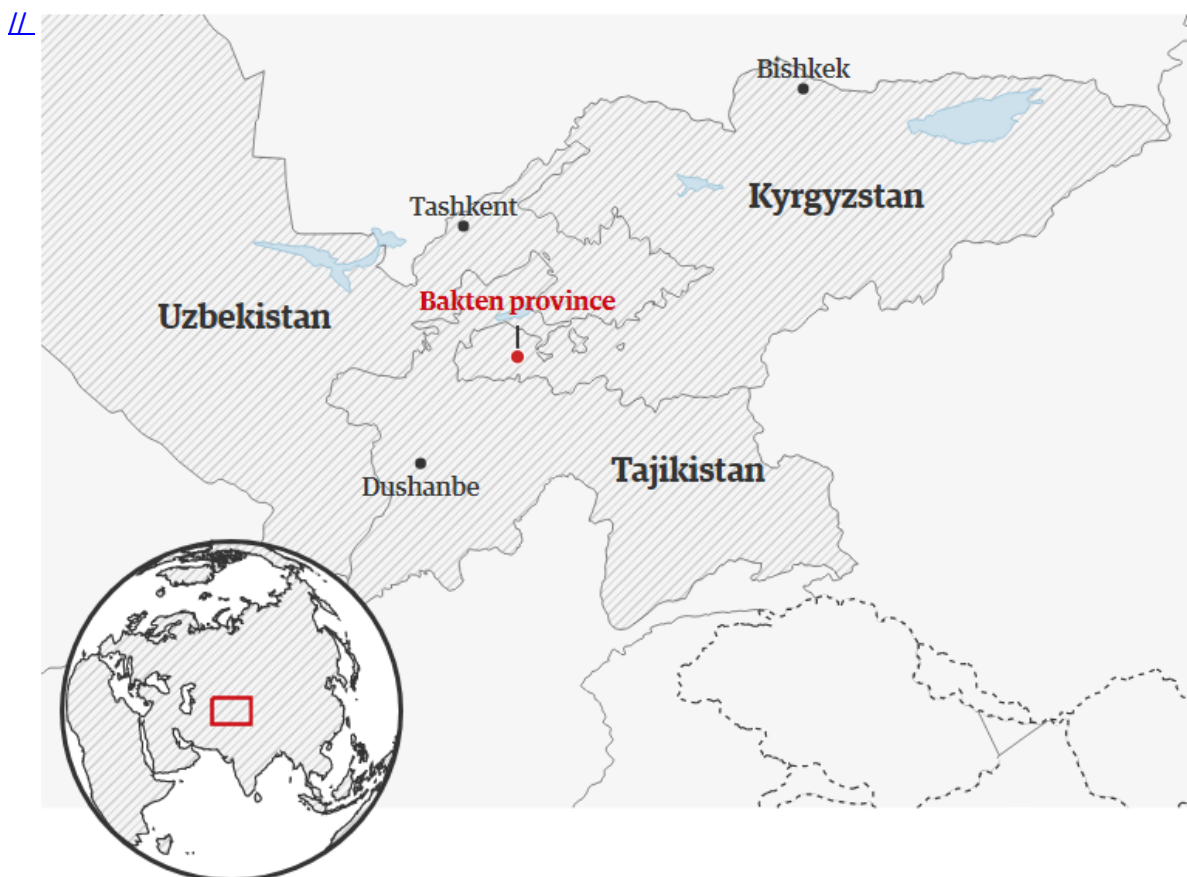 //
Bishkek
Kyrgyzstan
Tashkent
Bakten province
Uzbekistan
Tajikistan
Dushanbe